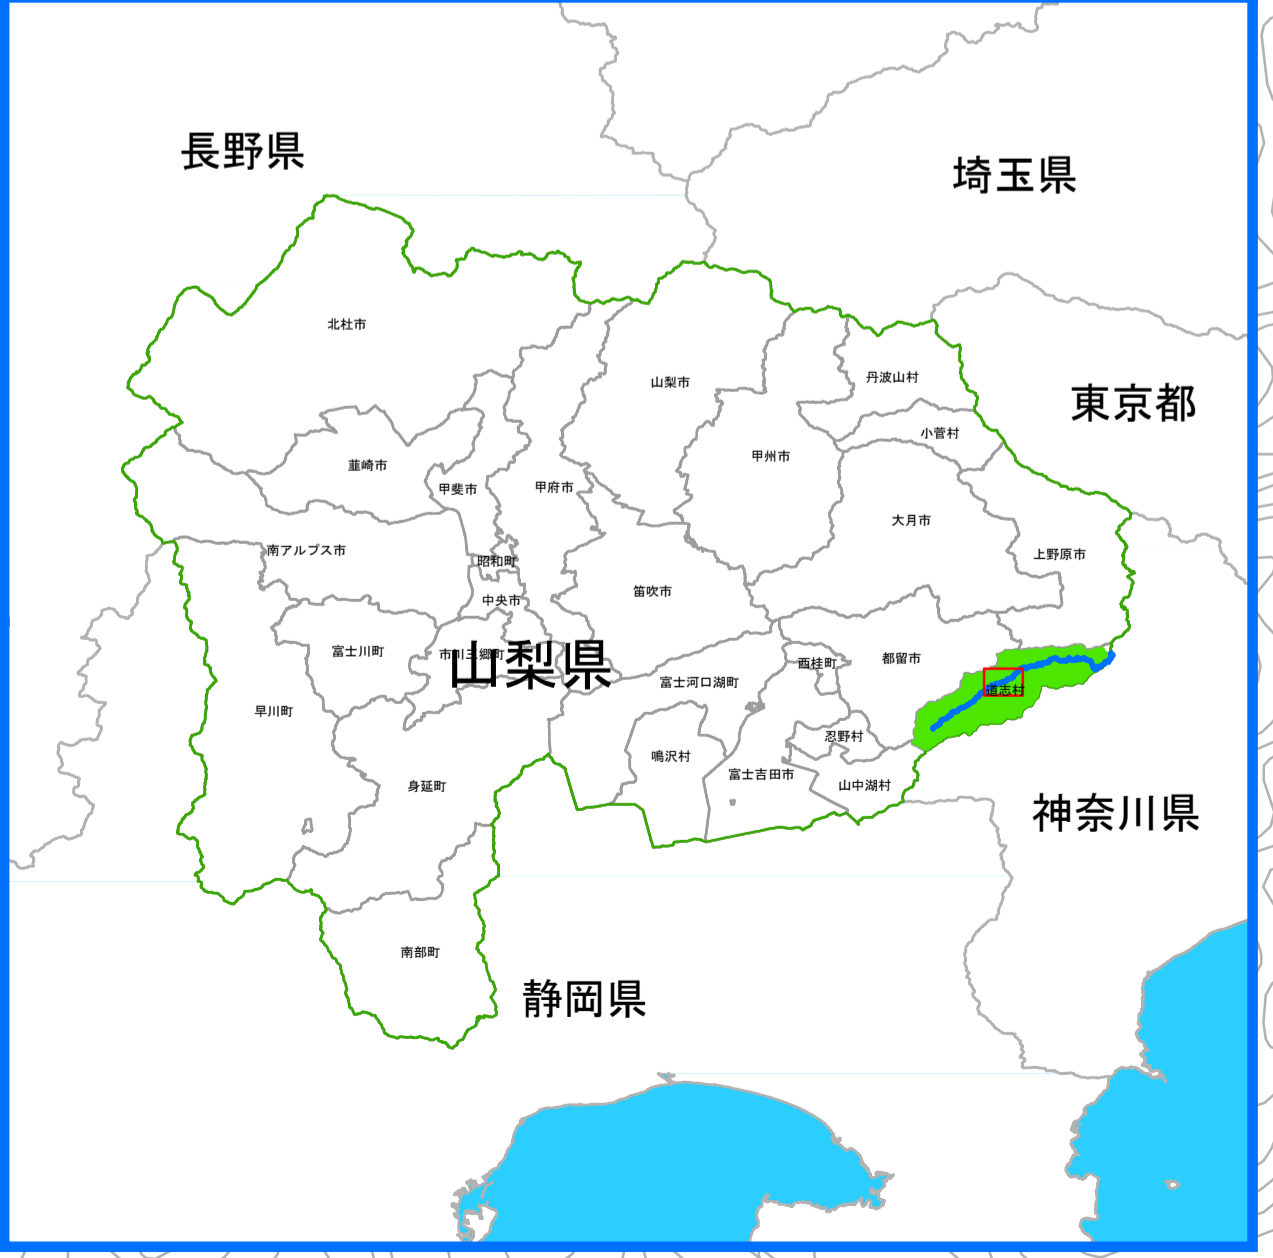 長野県
埼玉県
北杜市
山梨市
丹波山村
東京都
小菅村
甲州市
韮崎市
甲斐市
甲府市
大月市
南アルプス市
上野原市
昭和町
笛吹市
中央市
富士川町
市川三郷町
山梨県
西桂町
都留市
富士河口湖町
道志村
早川町
忍野村
鳴沢村
富士吉田市
身延町
山中湖村
神奈川県
南部町
静岡県